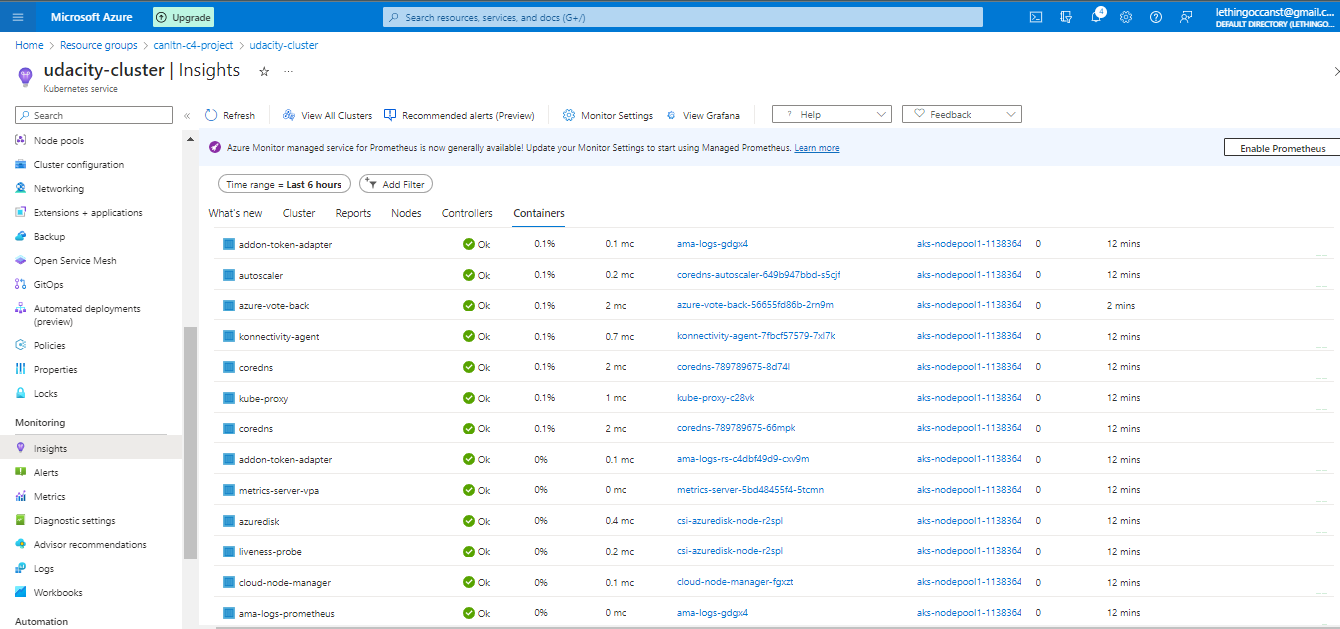 Microsoft Azure
Upgrade
Search resources, services, and docs (G+/)
4
lethingoccanst@gmail.c...
DEFAULT DIRECTORY (LETHINGO...
Home > Resource groups > canitn-c4-project > udacity-cluster
udacity-cluster | Insights
Kubernetes service
Search
Refresh
View All Clusters
Recommended alerts (Preview)
Monitor Settings
View Grafana
? Help
Feedback
Node pools
Cluster configuration
Networking
Extensions + applications
Backup
Open Service Mesh
GitOps
Automated deployments
(preview)
Policies
Properties
Locks
Monitoring
Insights
Alerts
Metrics
Diagnostic settings
Advisor recommendations
Logs
Workbooks
Automation
Azure Monitor managed service for Prometheus is now generally available! Update your Monitor Settings to start using Managed Prometheus. Learn more
Enable Prometheus
Time range = Last 6 hours
Add Filter
What's new Cluster Reports Nodes Controllers Containers
addon-token-adapter Ok 0.1% 0.1 mc ama-logs-gdgx4 aks-nodepool1-1138364 0 12 mins
autoscaler Ok 0.1% 0.2 mc coredns-autoscaler-649b947bbd-s5cjf aks-nodepool1-1138364 0 12 mins
azure-vote-back Ok 0.1% 2 mc azure-vote-back-56655fd86b-2rn9m aks-nodepool1-1138364 0 2 mins
konnectivity-agent Ok 0.1% 0.7 mc konnectivity-agent-7fbcf57579-7xl7k aks-nodepool1-1138364 0 12 mins
coredns Ok 0.1% 2 mc coredns-789789675-8d74l aks-nodepool1-1138364 0 12 mins
kube-proxy Ok 0.1% 1 mc kube-proxy-c28vk aks-nodepool1-1138364 0 12 mins
coredns Ok 0.1% 2 mc coredns-789789675-66mpk aks-nodepool1-1138364 0 12 mins
addon-token-adapter Ok 0% 0.1 mc ama-logs-rs-c4dbf49d9-cxv9m aks-nodepool1-1138364 0 12 mins
metrics-server-vpa Ok 0% 0 mc metrics-server-5bd48455f4-5tcmn aks-nodepool1-1138364 0 12 mins
azuredisk Ok 0% 0.4 mc csi-azuredisk-node-r2spl aks-nodepool1-1138364 0 12 mins
liveness-probe Ok 0% 0.2 mc csi-azuredisk-node-r2spl aks-nodepool1-1138364 0 12 mins
cloud-node-manager Ok 0% 0.1 mc cloud-node-manager-fgxzt aks-nodepool1-1138364 0 12 mins
ama-logs-prometheus Ok 0% 0 mc ama-logs-gdgx4 aks-nodepool1-1138364 0 12 mins